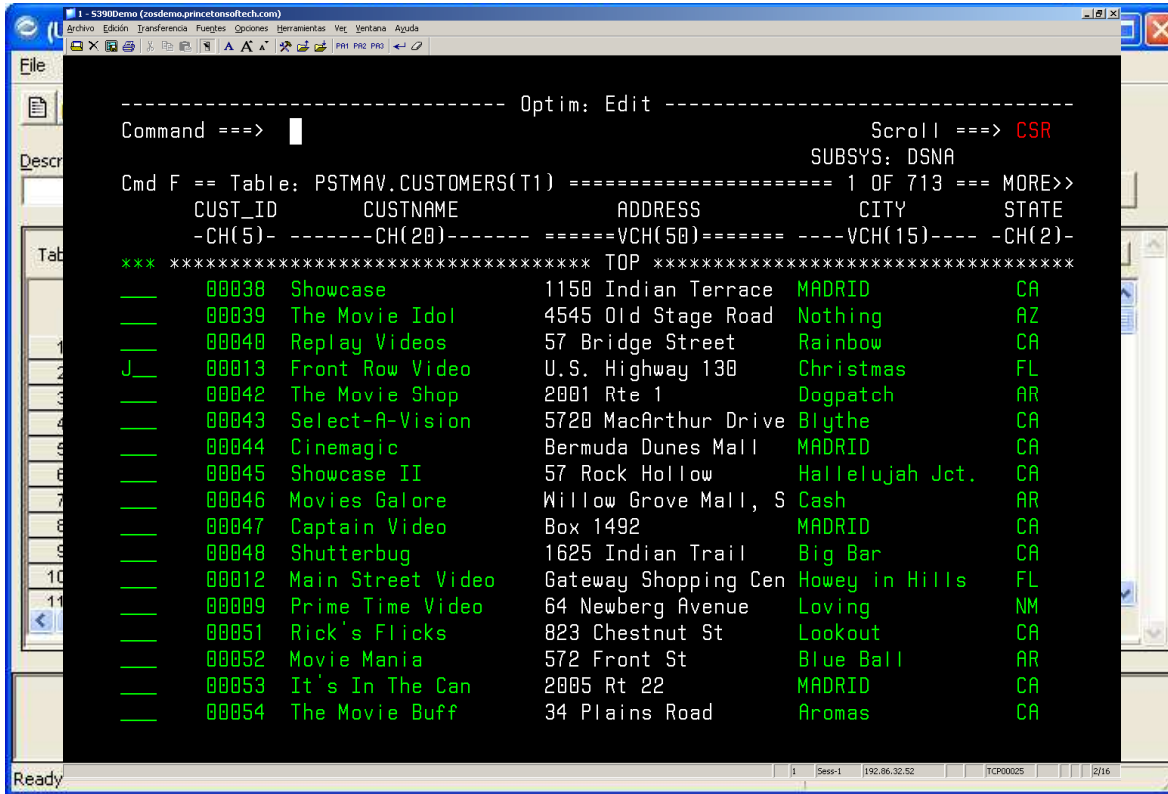 1 - S390Demo (zosdemo.princetonsoftech.com)
Archivo Edición Transferencia Fuentes Opciones Herramientas Ver Ventana Ayuda
PA1 PA2 PA3
File
Descr
Tab
------------------------------- Optim: Edit ---------------------------------
Command ===> Scroll ===> CSR
SUBSYS: DSNA
Cmd F == Table: PSTMAV.CUSTOMERS(T1) ====================== 1 OF 713 === MORE>>
CUST_ID CUSTNAME ADDRESS CITY STATE
-CH(5)- -------CH(20)------- ======VCH(50)======= ----VCH(15)---- -CH(2)-
*** *********************************** TOP ***********************************
___ 00038 Showcase 1150 Indian Terrace MADRID CA
___ 00039 The Movie Idol 4545 Old Stage Road Nothing AZ
___ 00040 Replay Videos 57 Bridge Street Rainbow CA
J__ 00013 Front Row Video U.S. Highway 130 Christmas FL
___ 00042 The Movie Shop 2001 Rte 1 Dogpatch AR
___ 00043 Select-A-Vision 5720 MacArthur Drive Blythe CA
___ 00044 Cinemagic Bermuda Dunes Mall MADRID CA
___ 00045 Showcase II 57 Rock Hollow Hallelujah Jct. CA
___ 00046 Movies Galore Willow Grove Mall, S Cash AR
___ 00047 Captain Video Box 1492 MADRID CA
___ 00048 Shutterbug 1625 Indian Trail Big Bar CA
___ 00012 Main Street Video Gateway Shopping Cen Howey in Hills FL
___ 00009 Prime Time Video 64 Newberg Avenue Loving NM
___ 00051 Rick's Flicks 823 Chestnut St Lookout CA
___ 00052 Movie Mania 572 Front St Blue Ball AR
___ 00053 It's In The Can 2005 Rt 22 MADRID CA
___ 00054 The Movie Buff 34 Plains Road Aromas CA
Ready
1 Sess-1 192.86.32.52 TCP00025 2/16